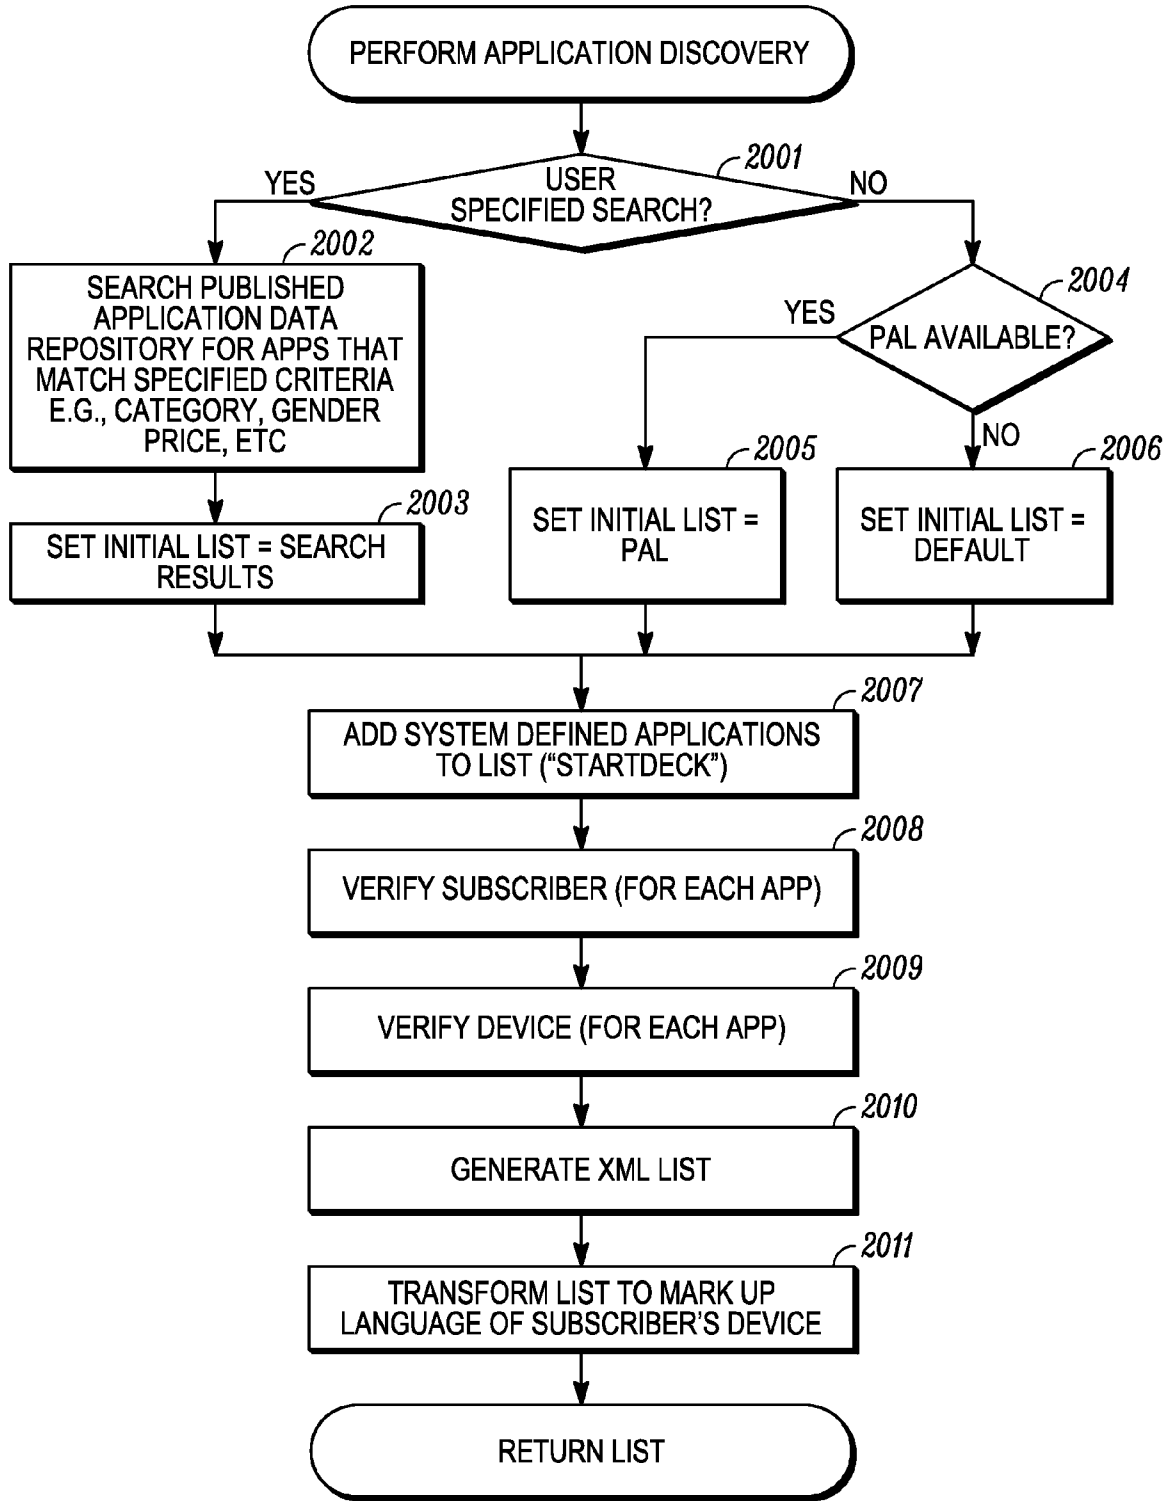 PERFORM APPLICATION DISCOVERY
2001
YES
USER
SPECIFIED SEARCH?
NO
2002
SEARCH PUBLISHED
APPLICATION DATA
REPOSITORY FOR APPS THAT
MATCH SPECIFIED CRITERIA
E.G., CATEGORY, GENDER
PRICE, ETC
2004
YES
PAL AVAILABLE?
NO
2003
SET INITIAL LIST = SEARCH
RESULTS
2005
SET INITIAL LIST =
PAL
2006
SET INITIAL LIST =
DEFAULT
2007
ADD SYSTEM DEFINED APPLICATIONS
TO LIST (“STARTDECK”)
2008
VERIFY SUBSCRIBER (FOR EACH APP)
2009
VERIFY DEVICE (FOR EACH APP)
2010
GENERATE XML LIST
2011
TRANSFORM LIST TO MARK UP
LANGUAGE OF SUBSCRIBER’S DEVICE
RETURN LIST